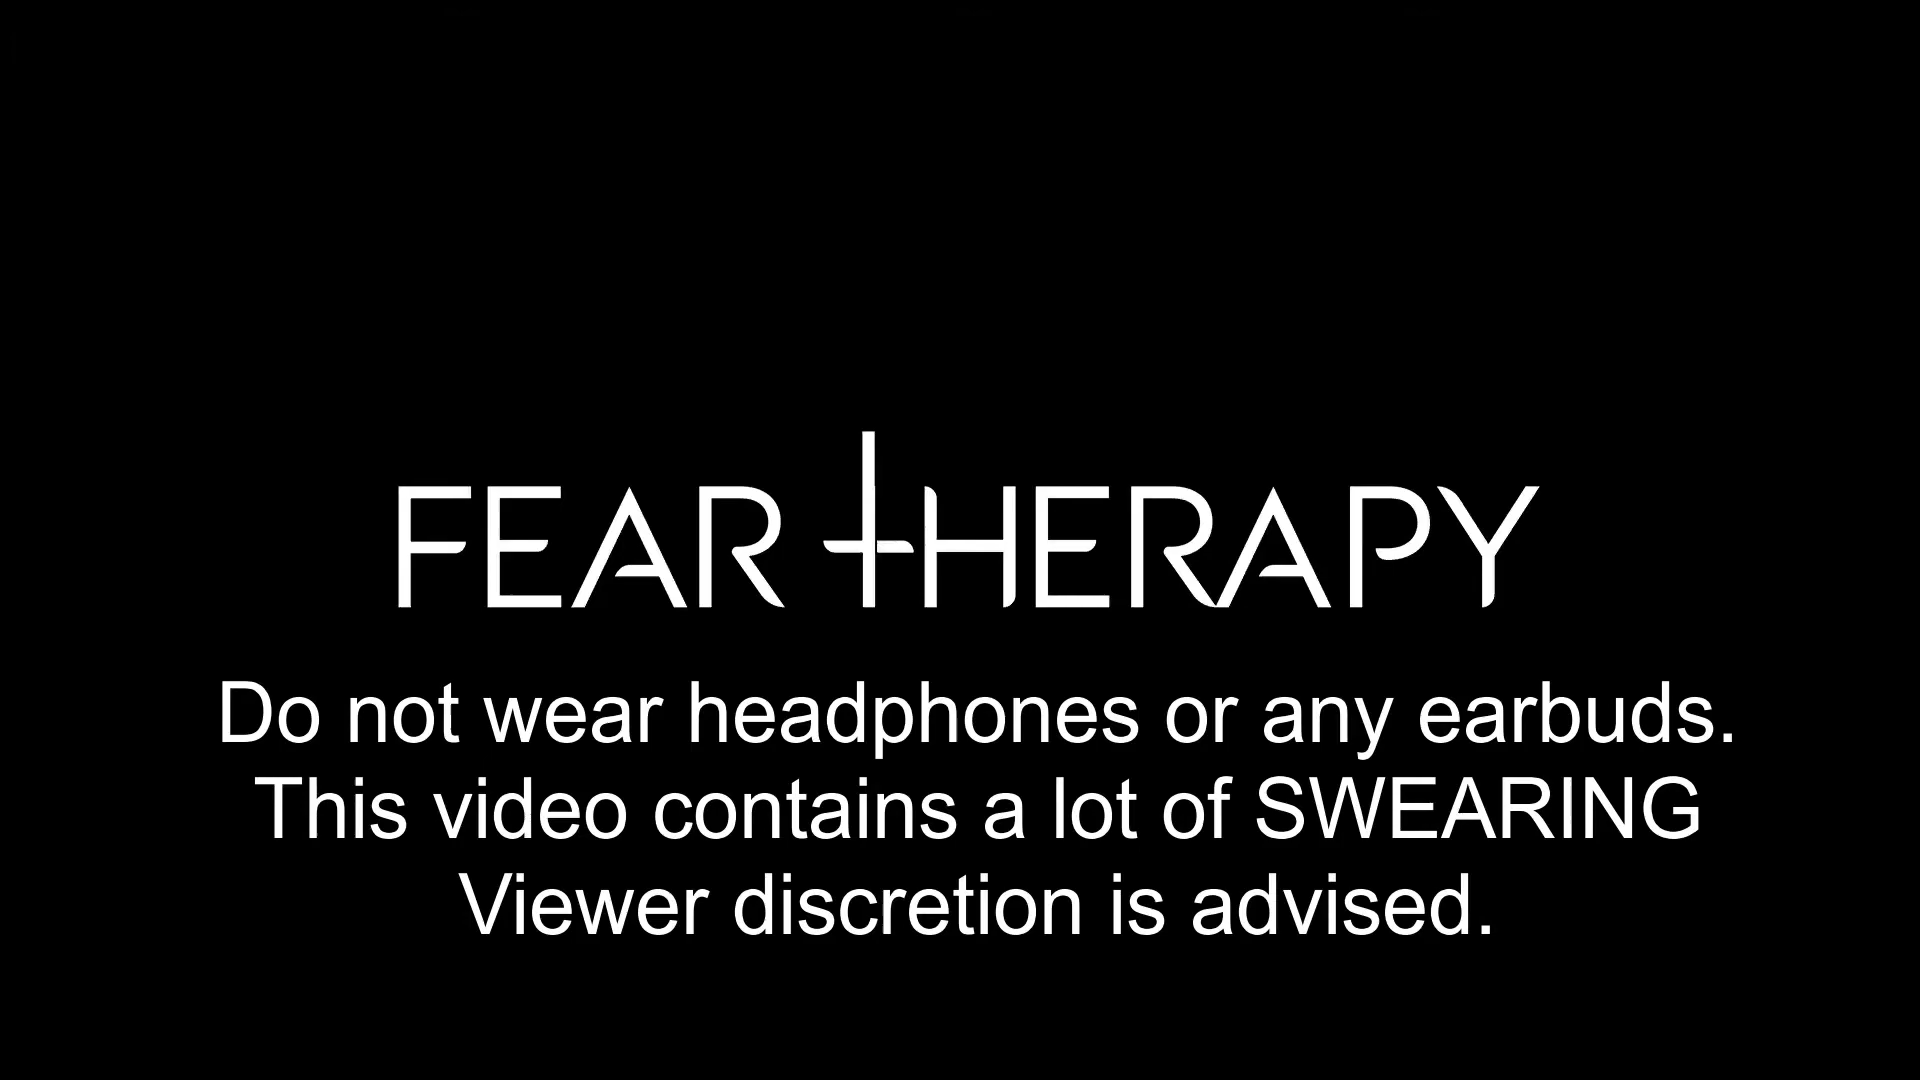 FEAR THERAPY
Do not wear headphones or any earbuds.
This video contains a lot of SWEARING
Viewer discretion is advised.